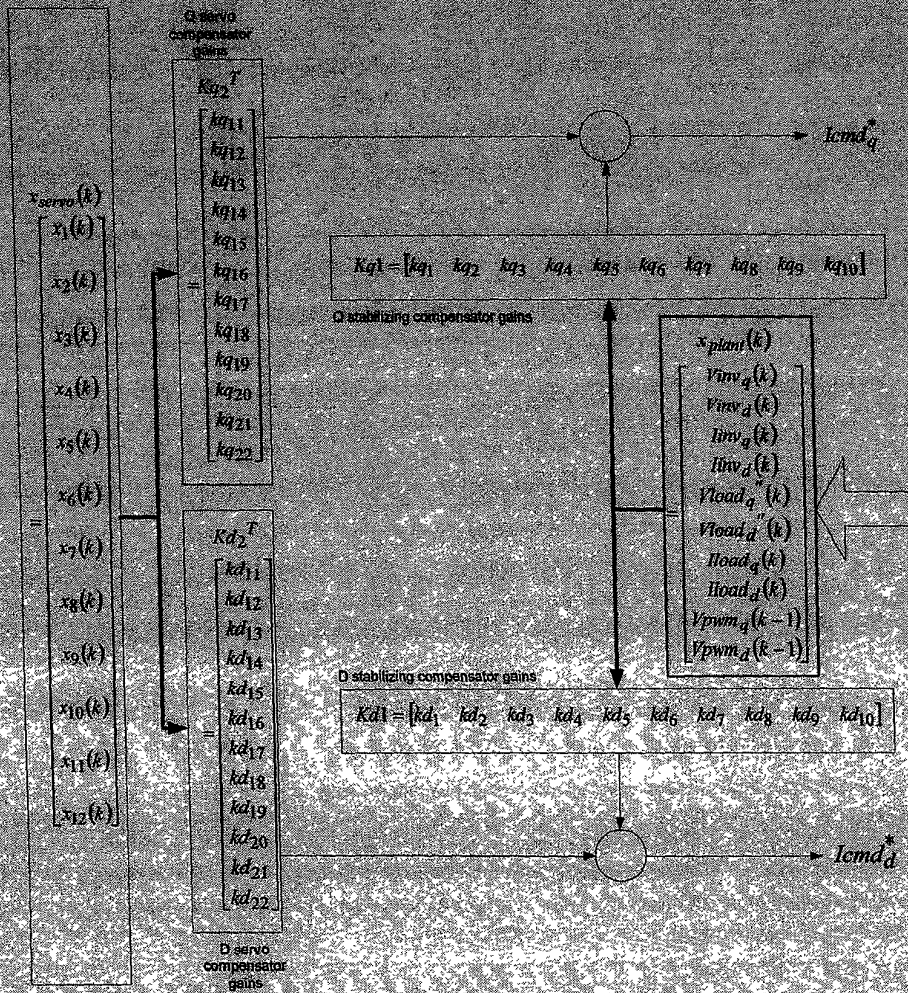 Q servo
compensator
gains
Kq₂ᵀ
= [kq₁₁
kq₁₂
kq₁₃
kq₁₄
kq₁₅
kq₁₆
kq₁₇
kq₁₈
kq₁₉
kq₂₀
kq₂₁
kq₂₂]
Icmd_q*
x_servo(k)
= [x₁(k)
x₂(k)
x₃(k)
x₄(k)
x₅(k)
x₆(k)
x₇(k)
x₈(k)
x₉(k)
x₁₀(k)
x₁₁(k)
x₁₂(k)]
Kq1 = [kq₁ kq₂ kq₃ kq₄ kq₅ kq₆ kq₇ kq₈ kq₉ kq₁₀]
Q stabilizing compensator gains
x_plant(k)
= [Vinv_q(k)
Vinv_d(k)
Iinv_q(k)
Iinv_d(k)
Vload_q"(k)
Vload_d"(k)
Iload_q(k)
Iload_d(k)
Vpwm_q(k−1)
Vpwm_d(k−1)]
Kd₂ᵀ
= [kd₁₁
kd₁₂
kd₁₃
kd₁₄
kd₁₅
kd₁₆
kd₁₇
kd₁₈
kd₁₉
kd₂₀
kd₂₁
kd₂₂]
D stabilizing compensator gains
Kd1 = [kd₁ kd₂ kd₃ kd₄ kd₅ kd₆ kd₇ kd₈ kd₉ kd₁₀]
Icmd_d*
D servo
compensator
gains